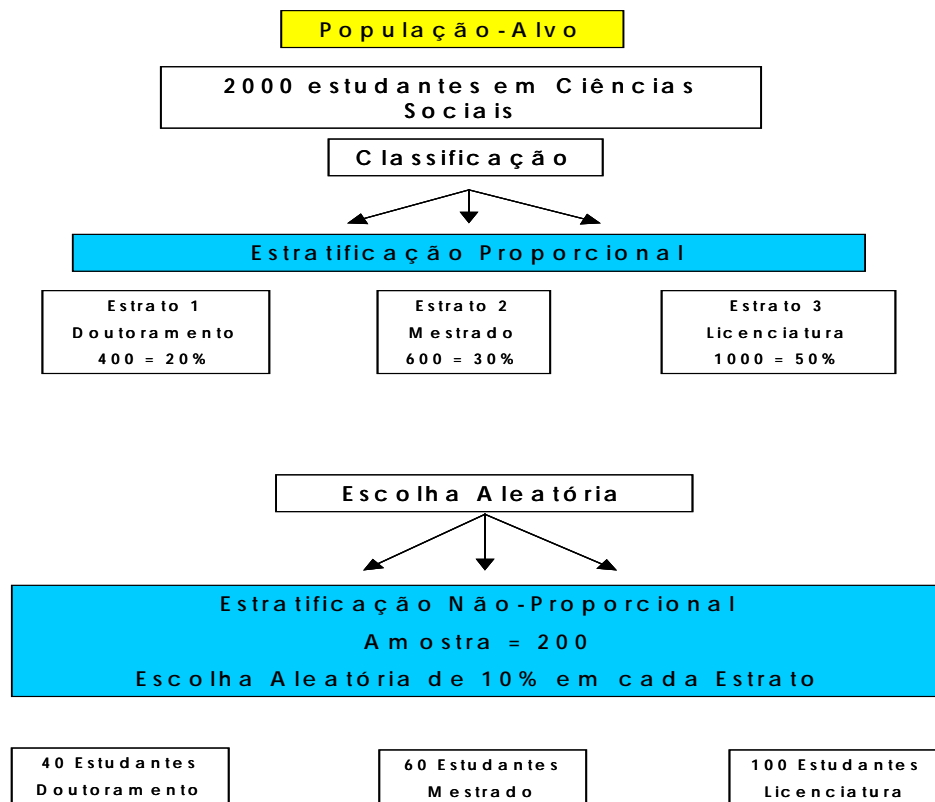 População-Alvo
2000 estudantes em Ciências
Sociais
Classificação
Estratificação Proporcional
Estrato 1
Doutoramento
400 = 20%
Estrato 2
Mestrado
600 = 30%
Estrato 3
Licenciatura
1000 = 50%
Escolha Aleatória
Estratificação Não-Proporcional
Amostra = 200
Escolha Aleatória de 10% em cada Estrato
40 Estudantes
Doutoramento
60 Estudantes
Mestrado
100 Estudantes
Licenciatura